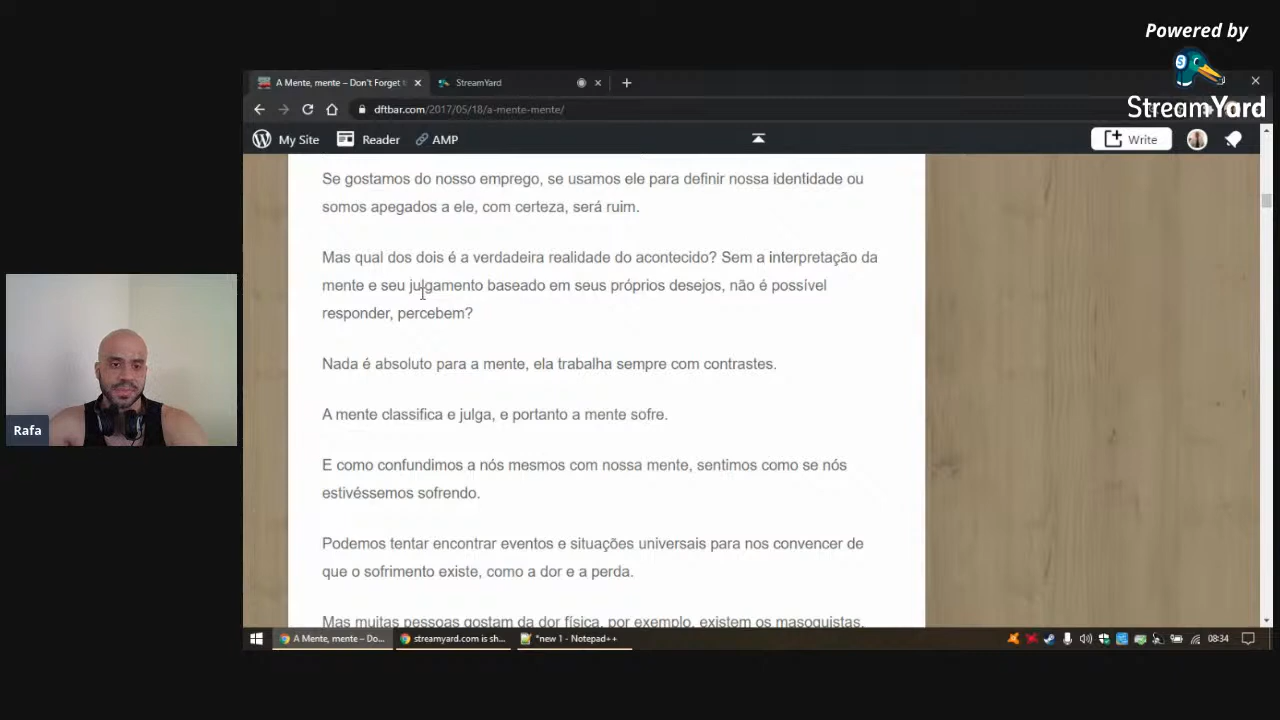 Powered by
StreamYard
A Mente, mente – Don't Forget
StreamYard
dftbar.com/2017/05/18/a-mente-mente/
My Site
Reader
AMP
Write
Se gostamos do nosso emprego, se usamos ele para definir nossa identidade ou
somos apegados a ele, com certeza, será ruim.
Mas qual dos dois é a verdadeira realidade do acontecido? Sem a interpretação da
mente e seu julgamento baseado em seus próprios desejos, não é possível
responder, percebem?
Nada é absoluto para a mente, ela trabalha sempre com contrastes.
A mente classifica e julga, e portanto a mente sofre.
E como confundimos a nós mesmos com nossa mente, sentimos como se nós
estivéssemos sofrendo.
Podemos tentar encontrar eventos e situações universais para nos convencer de
que o sofrimento existe, como a dor e a perda.
Mas muitas pessoas gostam da dor física, por exemplo, existem os masoquistas.
Rafa
A Mente, mente – Do...
streamyard.com is sh...
*new 1 - Notepad++
08:34